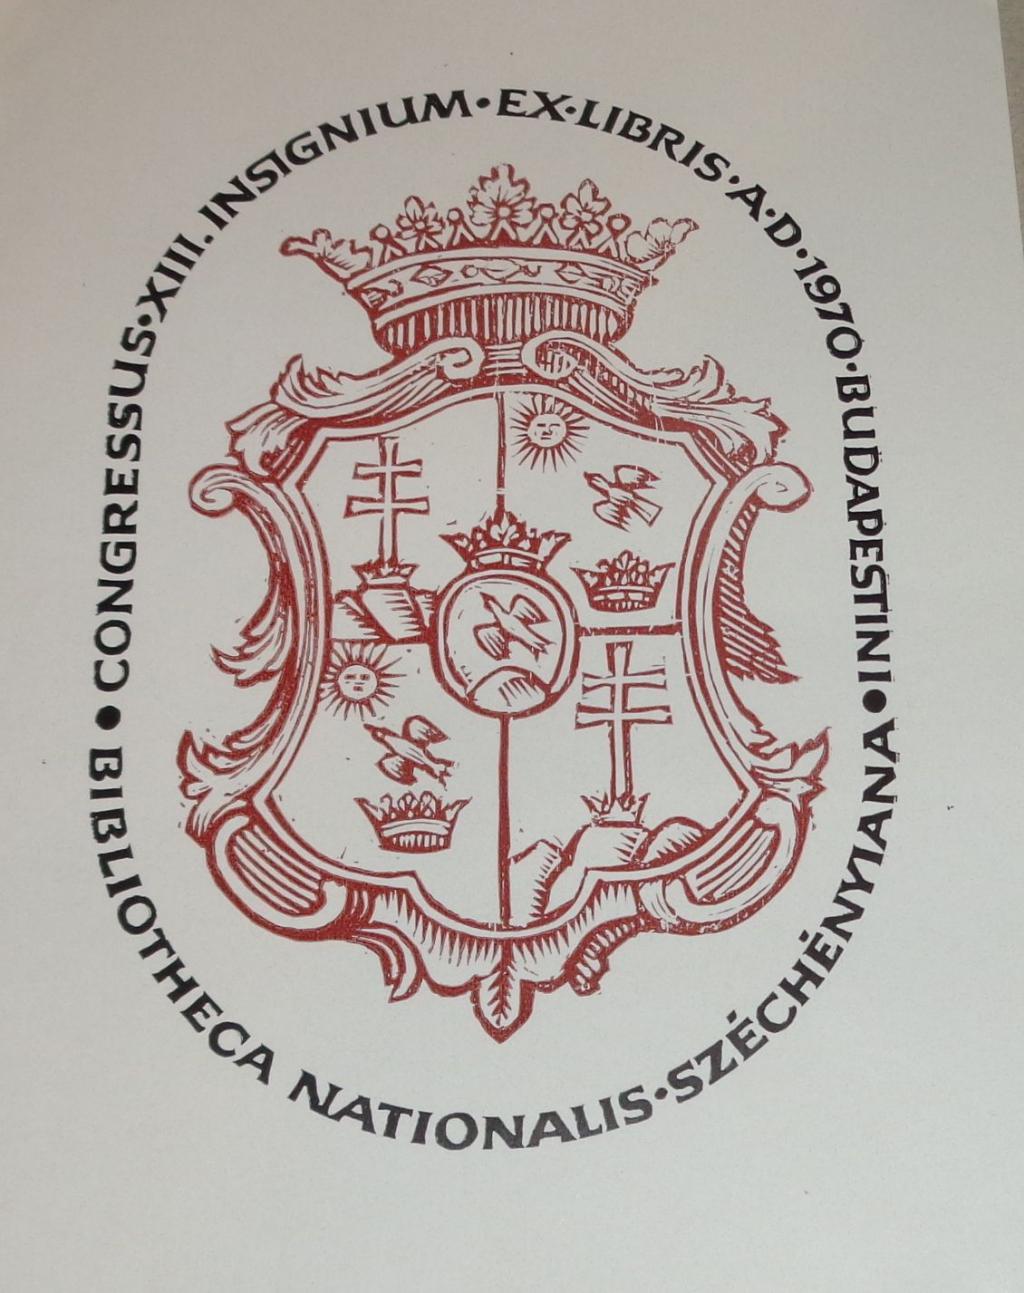 CONGRESSUS·XIII. INSIGNIUM·EX·LIBRIS·A·D·1970·BUDAPESTINI
BIBLIOTHECA NATIONALIS·SZÉCHÉNYIANA